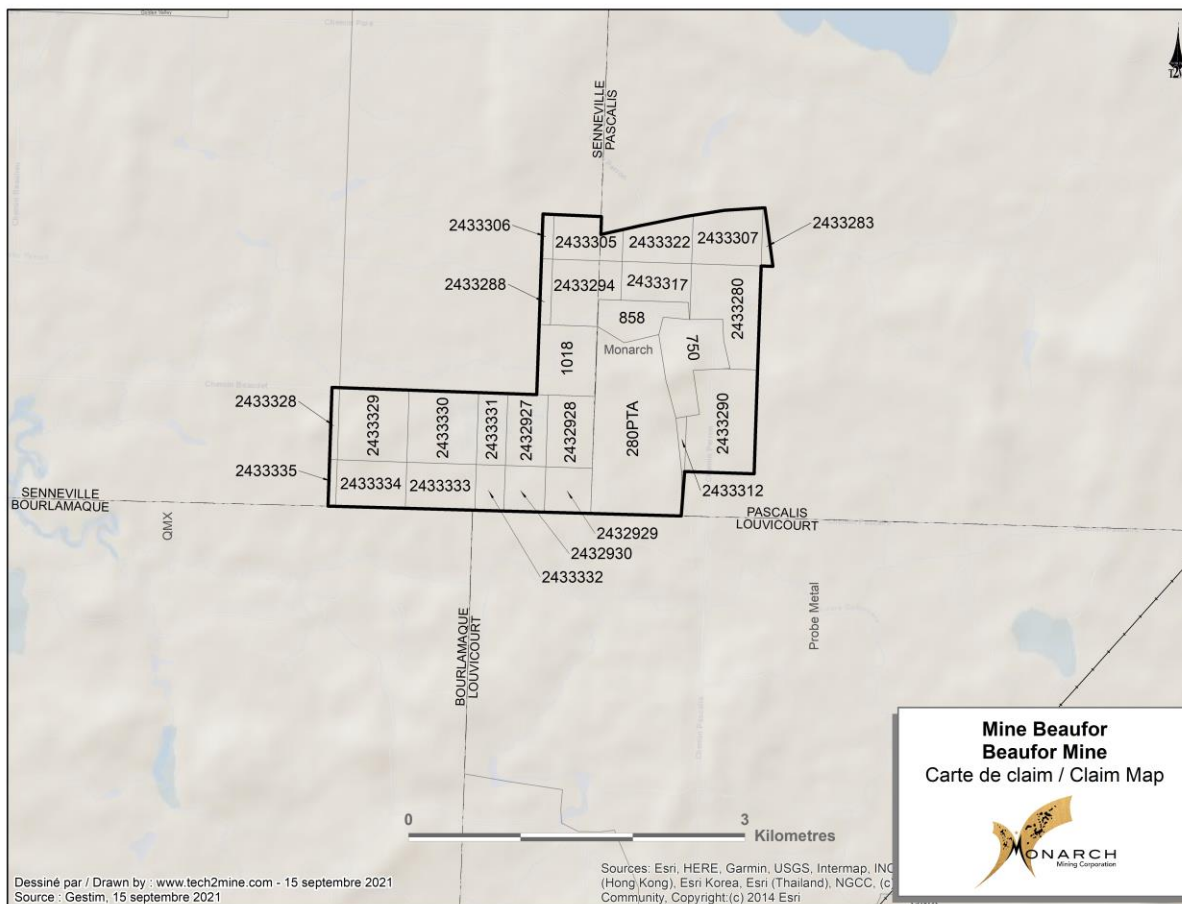 SENNEVILLE
PASCALIS
2433306
2433305
2433322
2433307
2433283
2433288
2433294
2433317
2433280
858
Monarch
750
1018
2433328
2433329
2433330
2433331
2432927
2432928
280PTA
2433290
2433335
2433334
2433333
2433312
SENNEVILLE
BOURLAMAQUE
PASCALIS
LOUVICOURT
QMX
2432929
2432930
2433332
BOURLAMAQUE
LOUVICOURT
Probe Metal
Mine Beaufor
Beaufor Mine
Carte de claim / Claim Map
MONARCH
Mining Corporation
0 3
Kilometres
Dessiné par / Drawn by : www.tech2mine.com - 15 septembre 2021
Source : Gestim, 15 septembre 2021
Sources: Esri, HERE, Garmin, USGS, Intermap,
(Hong Kong), Esri Korea, Esri (Thailand), NGCC,
Community, Copyright:(c) 2014 Esri